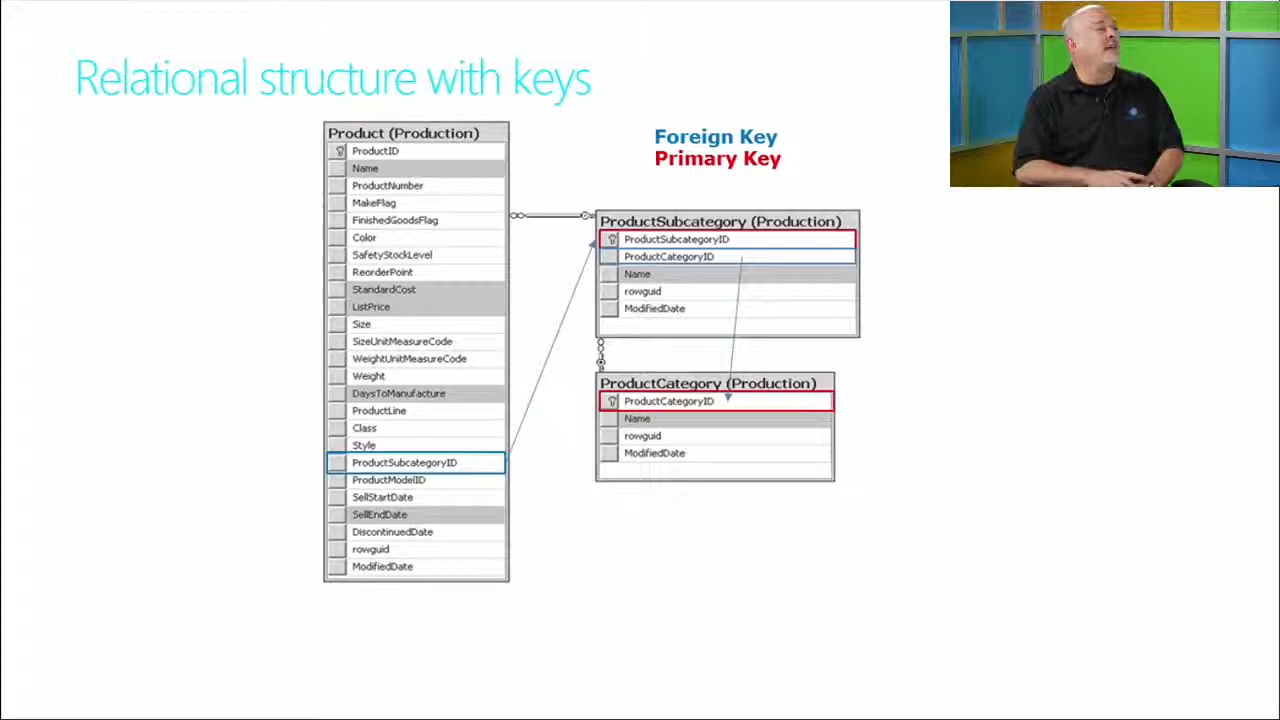 Relational structure with keys
Product (Production)
ProductID
Name
ProductNumber
MakeFlag
FinishedGoodsFlag
Color
SafetyStockLevel
ReorderPoint
StandardCost
ListPrice
Size
SizeUnitMeasureCode
WeightUnitMeasureCode
Weight
DaysToManufacture
ProductLine
Class
Style
ProductSubcategoryID
ProductModelID
SellStartDate
SellEndDate
DiscontinuedDate
rowguid
ModifiedDate
Foreign Key
Primary Key
ProductSubcategory (Production)
ProductSubcategoryID
ProductCategoryID
Name
rowguid
ModifiedDate
ProductCategory (Production)
ProductCategoryID
Name
rowguid
ModifiedDate